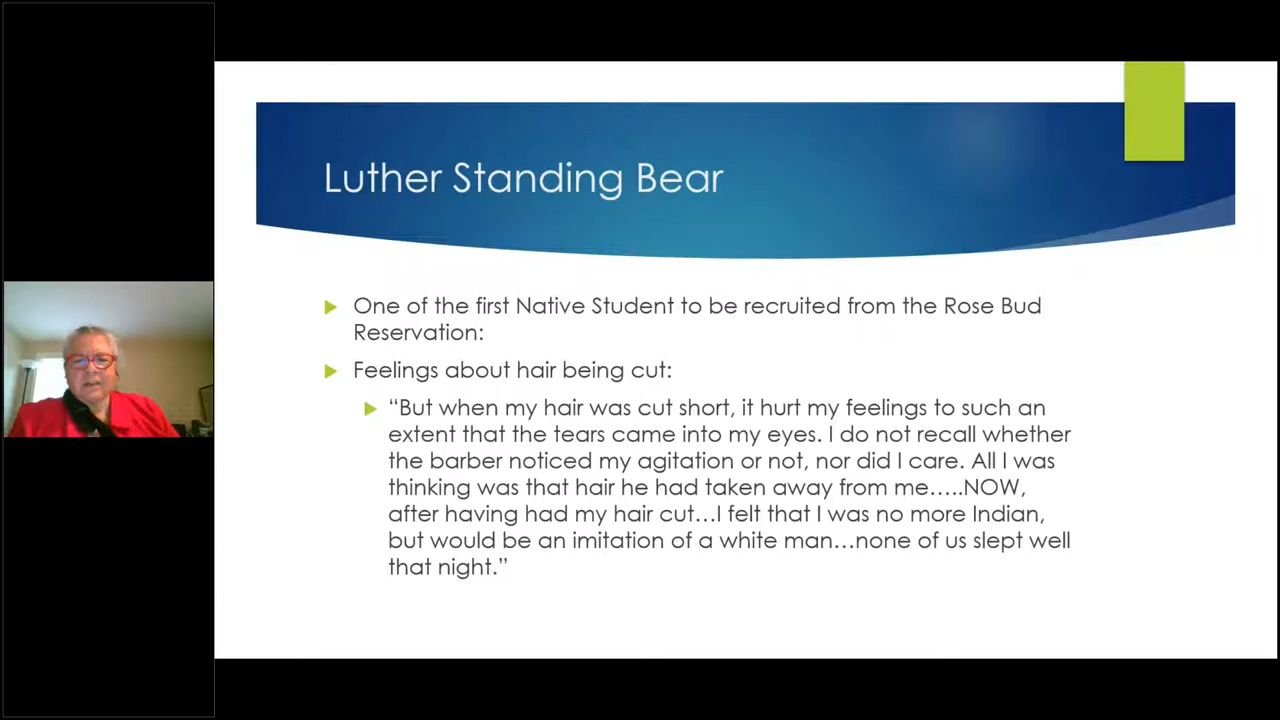 Luther Standing Bear
One of the first Native Student to be recruited from the Rose Bud
Reservation:
Feelings about hair being cut:
“But when my hair was cut short, it hurt my feelings to such an
extent that the tears came into my eyes. I do not recall whether
the barber noticed my agitation or not, nor did I care. All I was
thinking was that hair he had taken away from me…..NOW,
after having had my hair cut…I felt that I was no more Indian,
but would be an imitation of a white man…none of us slept well
that night.”